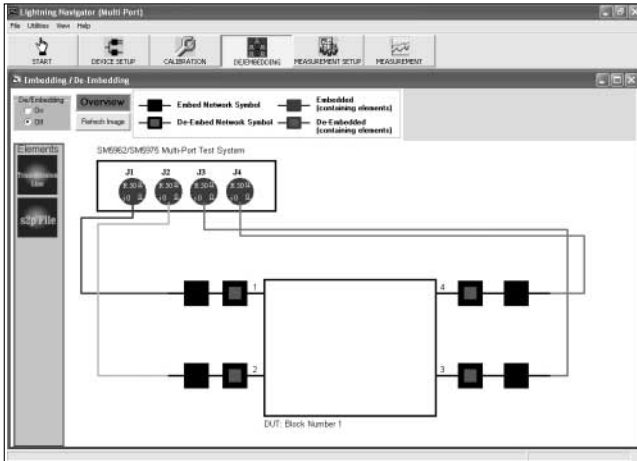 Lightning Navigator (Multi-Port)
File Utilities View Help
START
DEVICE SETUP
CALIBRATION
DE/EMBEDDING
MEASUREMENT SETUP
MEASUREMENT
Embedding / De-Embedding
De/Embedding
On
Off
Overview
Refresh Image
Embed Network Symbol
Embedded (containing elements)
De-Embed Network Symbol
De-Embedded (containing elements)
Elements
Transmission Line
s2p File
SM5962/SM5975 Multi-Port Test System
J1 J2 J3 J4
1
4
2
3
DUT: Block Number 1